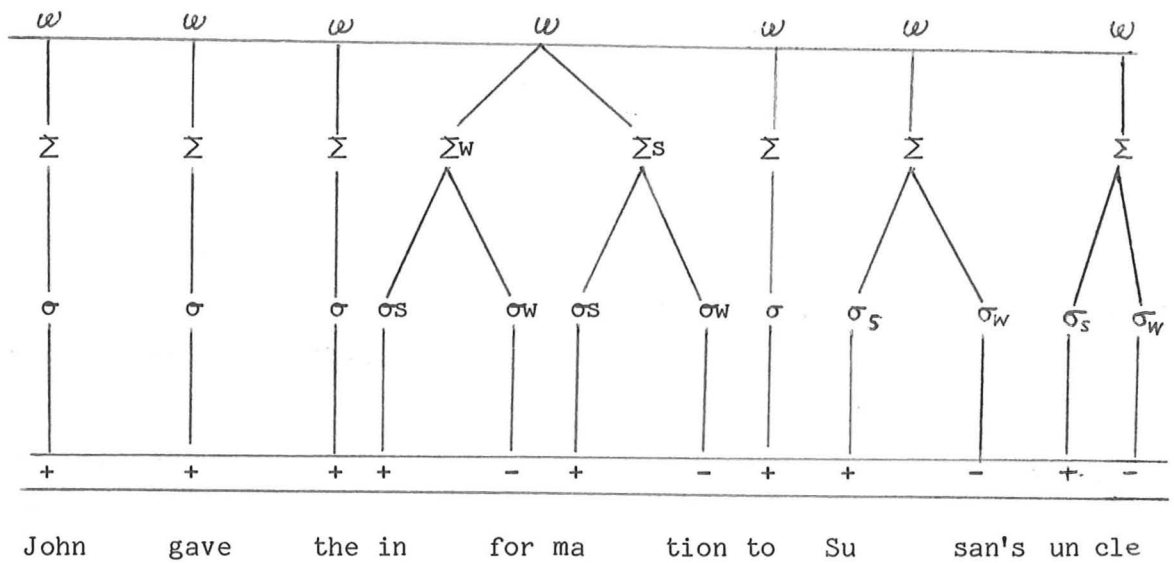 ω ω ω ω ω ω ω
Σ Σ Σ Σw Σs Σ Σ Σ
σ σ σ σs σw σs σw σ σs σw σs σw
+ + + + - + - + + - + -
John gave the in for ma tion to Su san's un cle